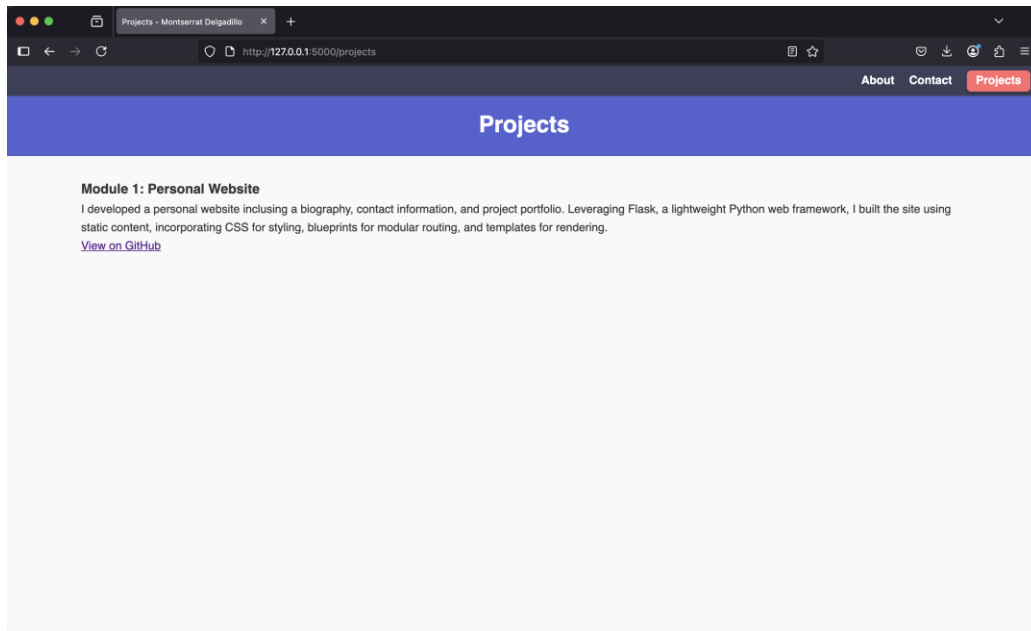 Projects - Montserrat Delgadillo
http://127.0.0.1:5000/projects
About Contact Projects
Projects
Module 1: Personal Website
I developed a personal website inclusing a biography, contact information, and project portfolio. Leveraging Flask, a lightweight Python web framework, I built the site using
static content, incorporating CSS for styling, blueprints for modular routing, and templates for rendering.
View on GitHub